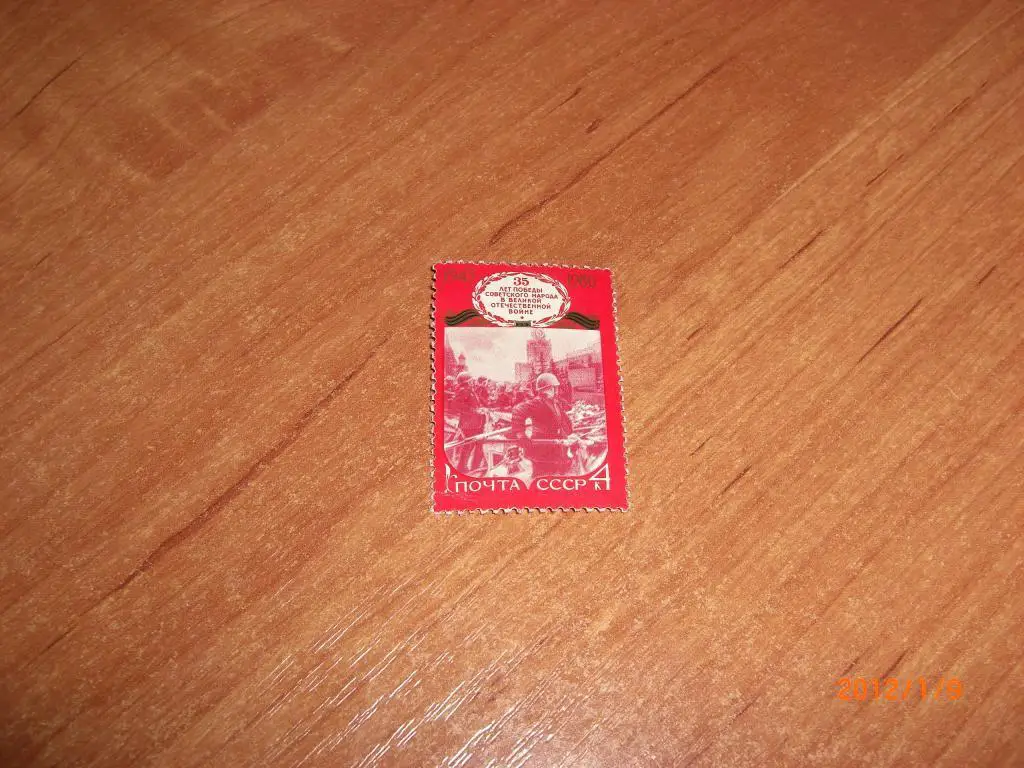 1945 1980
35
ЛЕТ ПОБЕДЫ
СОВЕТСКОГО НАРОДА
В ВЕЛИКОЙ
ОТЕЧЕСТВЕННОЙ
ВОЙНЕ
ПОЧТА СССР 4
К
2012/1/9